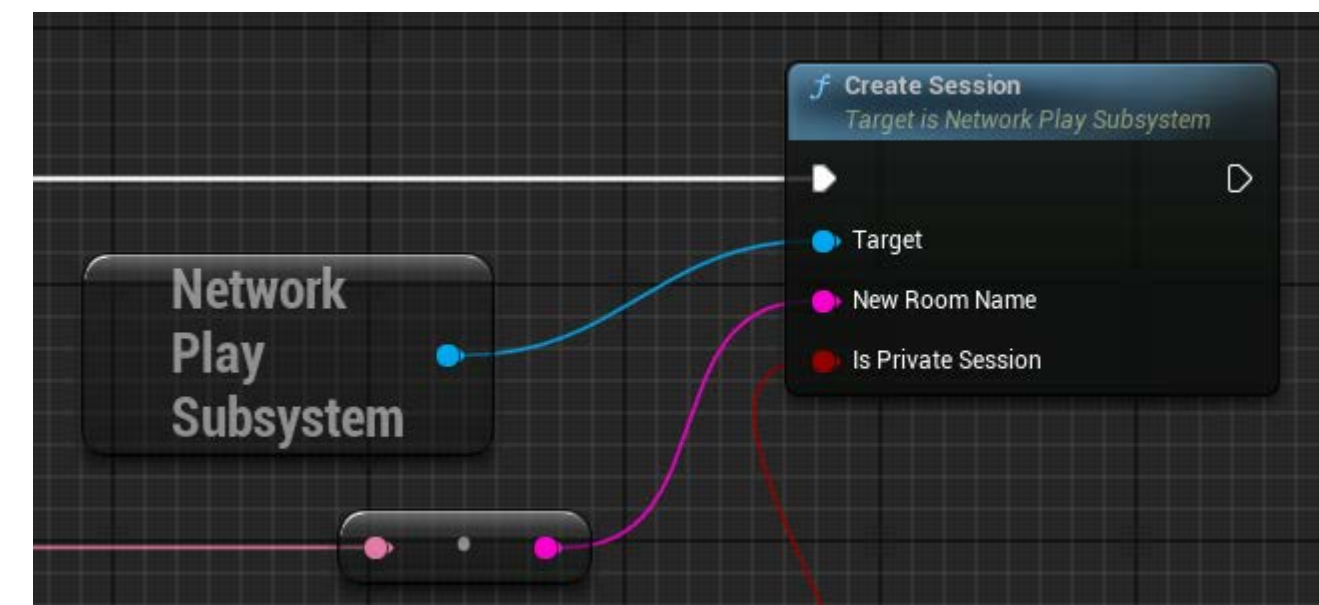 Create Session
Target is Network Play Subsystem
Target
Network
Play
Subsystem
New Room Name
Is Private Session